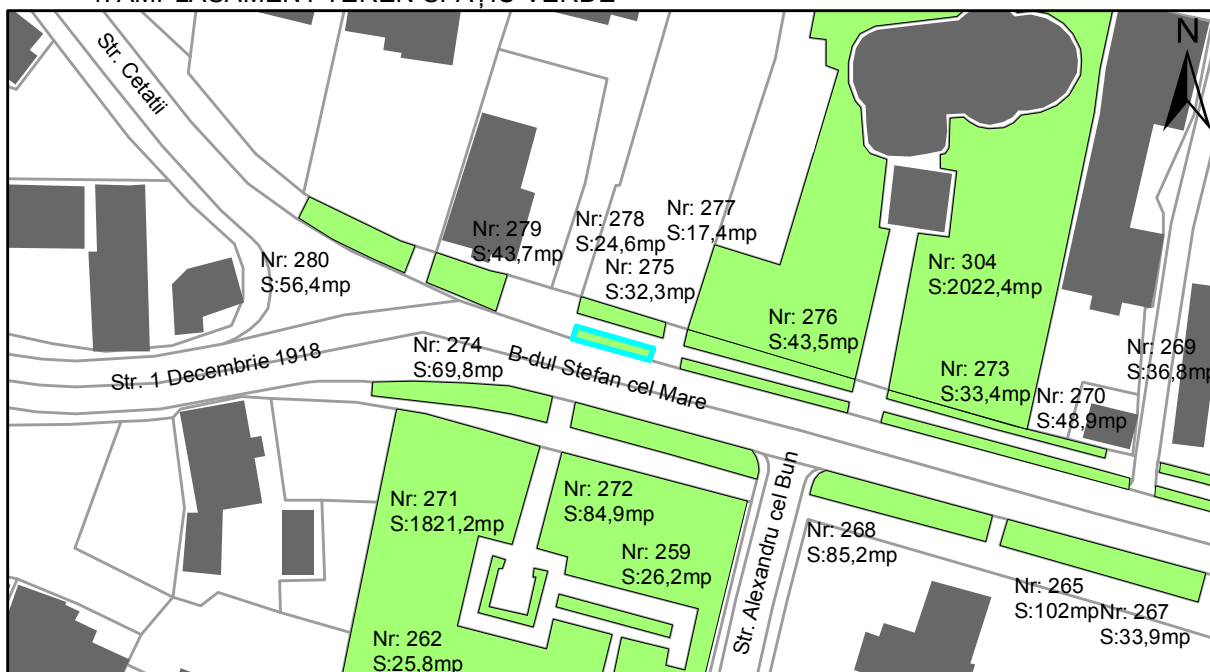 Str. Cetatii
N
Nr: 280
S:56,4mp
Nr: 279
S:43,7mp
Nr: 278
S:24,6mp
Nr: 277
S:17,4mp
Nr: 275
S:32,3mp
Nr: 304
S:2022,4mp
Nr: 276
S:43,5mp
Nr: 269
S:36,8mp
Nr: 273
S:33,4mp
Nr: 270
S:48,9mp
Nr: 274
S:69,8mp
B-dul Stefan cel Mare
Str. 1 Decembrie 1918
Str. Alexandru cel Bun
Nr: 271
S:1821,2mp
Nr: 272
S:84,9mp
Nr: 259
S:26,2mp
Nr: 268
S:85,2mp
Nr: 265
S:102mp
Nr: 267
S:33,9mp
Nr: 262
S:25,8mp